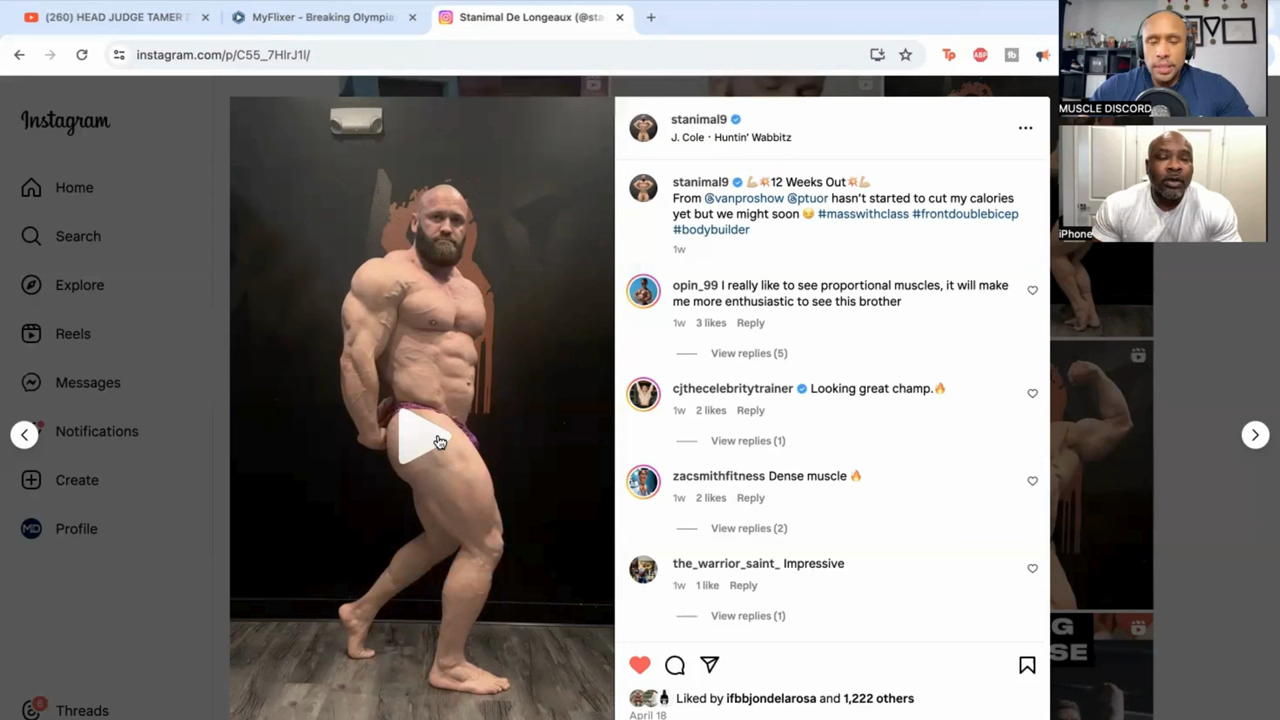 (260) HEAD JUDGE TAMER
MyFlixer - Breaking Olympia
Stanimal De Longeaux (@sta
instagram.com/p/C55_7HlrJ1l/
Tp
ABP
tb
MUSCLE DISCORD
iPhone
Instagram
Home
Search
Explore
Reels
Messages
Notifications
Create
MD
Profile
6
Threads
stanimal9
J. Cole · Huntin' Wabbitz
stanimal9 💪🏼💥12 Weeks Out💥💪🏼
From @vanproshow @ptuor hasn't started to cut my calories
yet but we might soon 😏 #masswithclass #frontdoublebicep
#bodybuilder
1w
opin_99 I really like to see proportional muscles, it will make
me more enthusiastic to see this brother
1w 3 likes Reply
View replies (5)
cjthecelebritytrainer Looking great champ.🔥
1w 2 likes Reply
View replies (1)
zacsmithfitness Dense muscle 🔥
1w 2 likes Reply
View replies (2)
the_warrior_saint_ Impressive
1w 1 like Reply
View replies (1)
Liked by ifbbjondelarosa and 1,222 others
April 18
G
SE